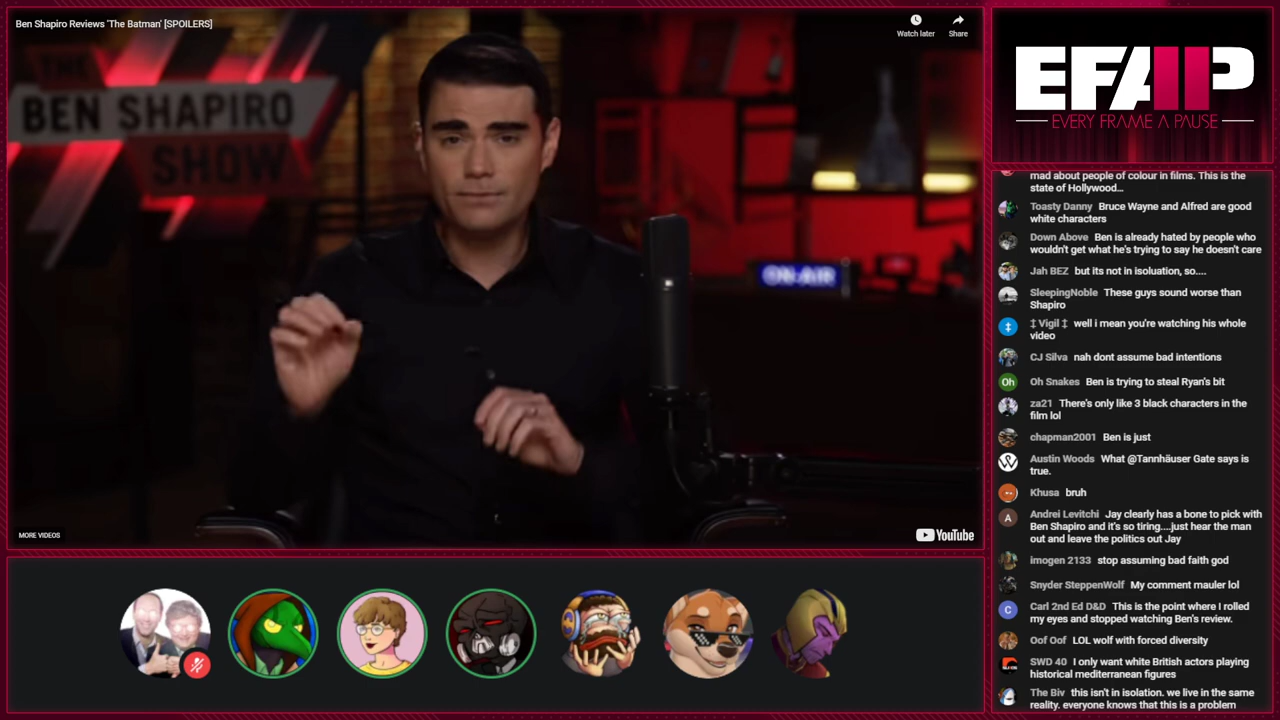 Ben Shapiro Reviews 'The Batman' [SPOILERS]
Watch later
Share
THE
BEN SHAPIRO
SHOW
ON-AIR
MORE VIDEOS
YouTube
EFAP
EVERY FRAME A PAUSE
mad about people of colour in films. This is the
state of Hollywood...
Toasty Danny Bruce Wayne and Alfred are good
white characters
Down Above Ben is already hated by people who
wouldn't get what he's trying to say he doesn't care
Jah BEZ but its not in isoluation, so....
SleepingNoble These guys sound worse than
Shapiro
‡ Vigil ‡ well i mean you're watching his whole
video
CJ Silva nah dont assume bad intentions
Oh
Oh Snakes Ben is trying to steal Ryan's bit
za21 There's only like 3 black characters in the
film lol
chapman2001 Ben is just
Austin Woods What @Tannhäuser Gate says is
true.
Khusa bruh
A
Andrei Levitchi Jay clearly has a bone to pick with
Ben Shapiro and it's so tiring....just hear the man
out and leave the politics out Jay
imogen 2133 stop assuming bad faith god
Snyder SteppenWolf My comment mauler lol
C
Carl 2nd Ed D&D This is the point where I rolled
my eyes and stopped watching Ben's review.
Oof Oof LOL wolf with forced diversity
SWD 40 I only want white British actors playing
historical mediterranean figures
The Biv this isn't in isolation. we live in the same
reality. everyone knows that this is a problem